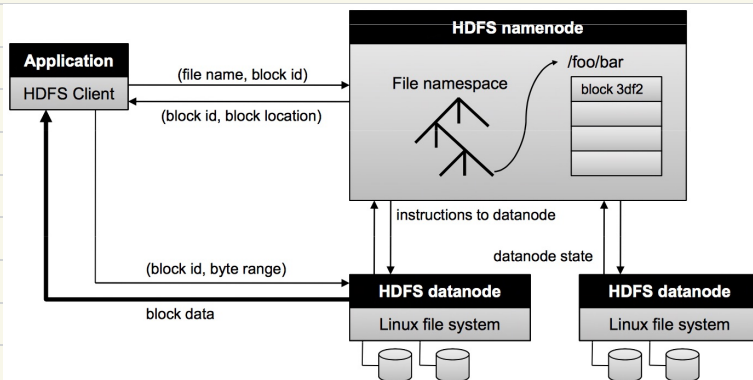 HDFS namenode
Application
HDFS Client
(file name, block id)
(block id, block location)
File namespace
/foo/bar
block 3df2
instructions to datanode
datanode state
(block id, byte range)
block data
HDFS datanode
Linux file system
HDFS datanode
Linux file system